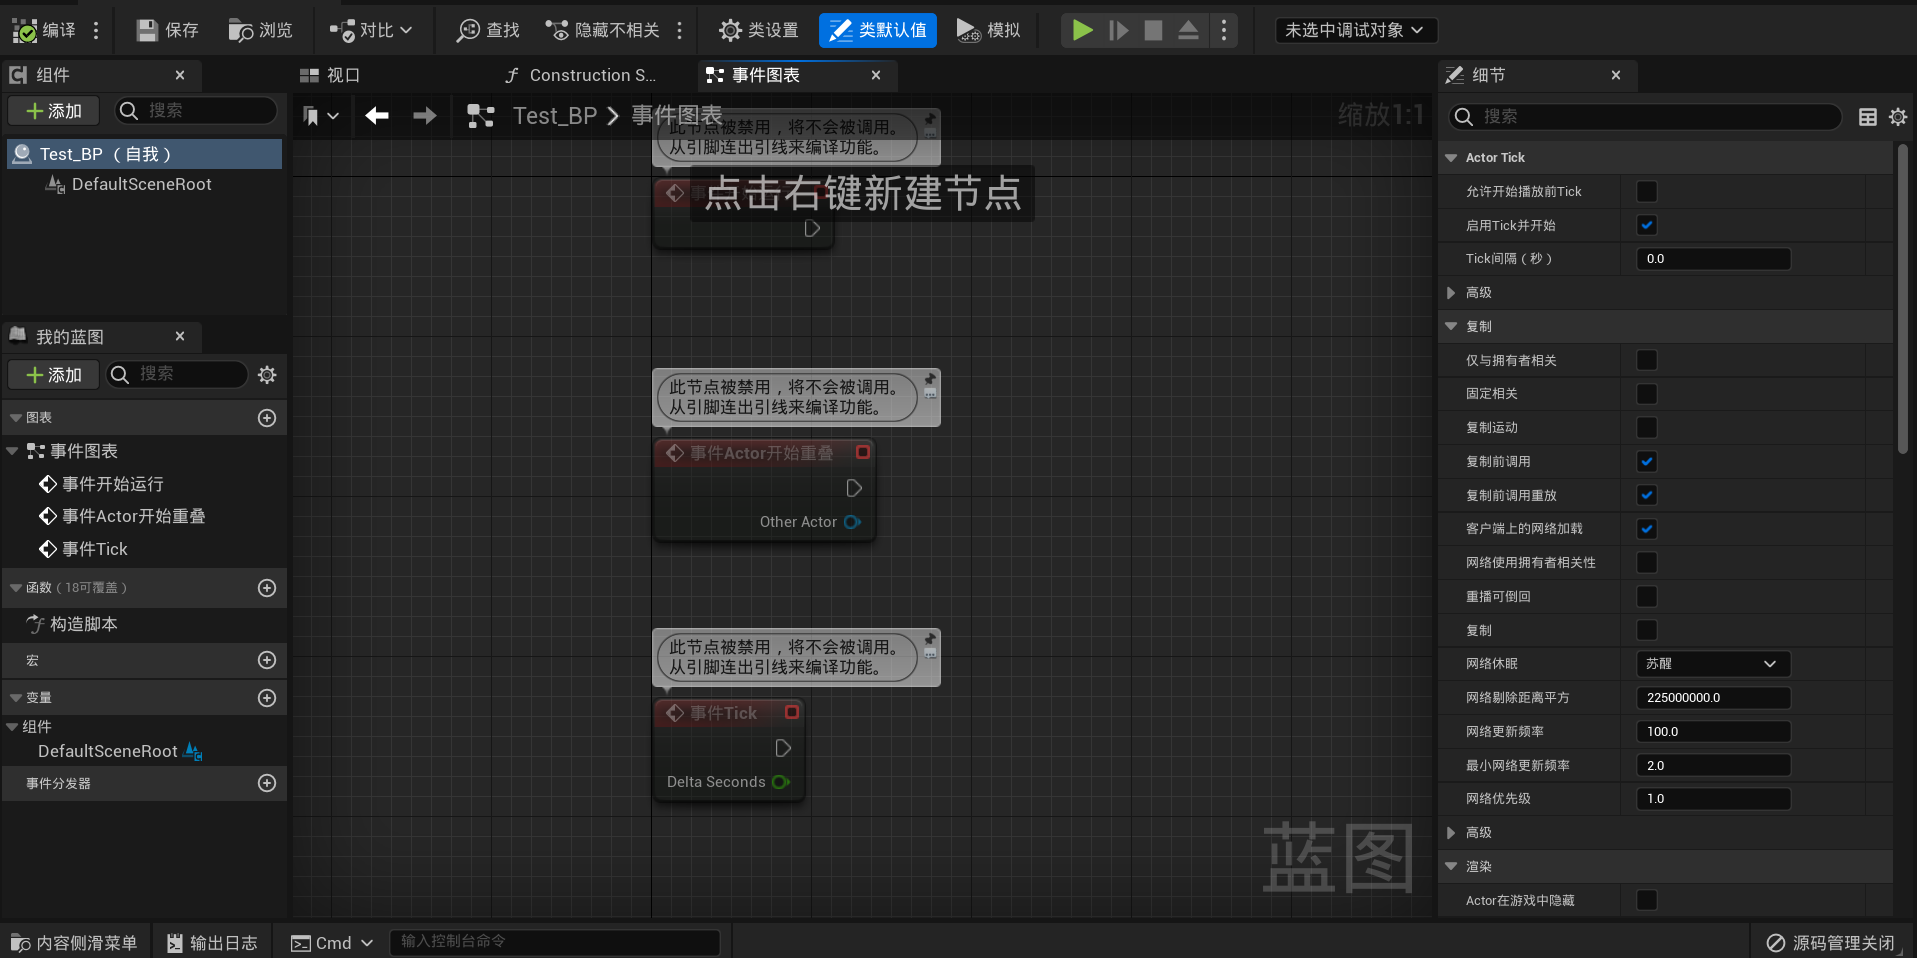 编译
保存
浏览
对比
查找
隐藏不相关
类设置
类默认值
模拟
未选中调试对象
组件
添加
搜索
Test_BP （自我）
DefaultSceneRoot
我的蓝图
添加
搜索
图表
事件图表
事件开始运行
事件Actor开始重叠
事件Tick
函数（18可覆盖）
构造脚本
宏
变量
组件
DefaultSceneRoot
事件分发器
视口
Construction S...
事件图表
Test_BP
事件图表
缩放1:1
此节点被禁用，将不会被调用。
从引脚连出引线来编译功能。
点击右键新建节点
此节点被禁用，将不会被调用。
从引脚连出引线来编译功能。
事件Actor开始重叠
Other Actor
此节点被禁用，将不会被调用。
从引脚连出引线来编译功能。
事件Tick
Delta Seconds
蓝图
细节
搜索
Actor Tick
允许开始播放前Tick
启用Tick并开始
Tick间隔（秒） 0.0
高级
复制
仅与拥有者相关
固定相关
复制运动
复制前调用
复制前调用重放
客户端上的网络加载
网络使用拥有者相关性
重播可倒回
复制
网络休眠 苏醒
网络剔除距离平方 225000000.0
网络更新频率 100.0
最小网络更新频率 2.0
网络优先级 1.0
高级
渲染
Actor在游戏中隐藏
内容侧滑菜单
输出日志
Cmd
输入控制台命令
源码管理关闭